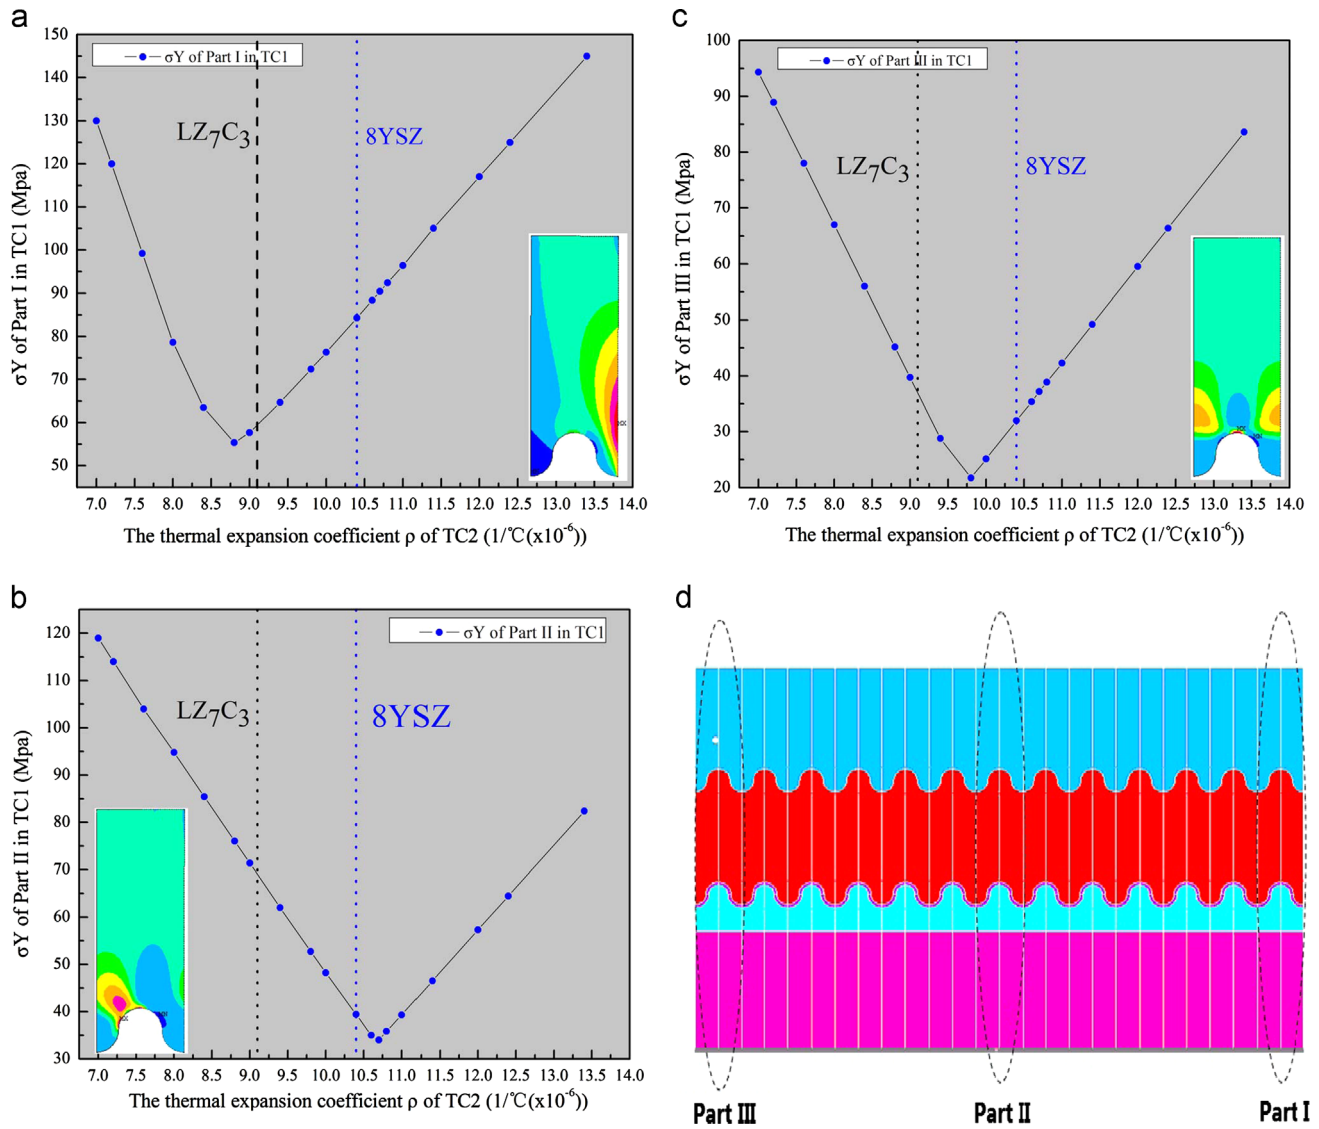 a
σY of Part I in TC1
LZ7C3
8YSZ
150
140
130
120
110
100
90
80
70
60
50
σY of Part I in TC1 (Mpa)
7.0 7.5 8.0 8.5 9.0 9.5 10.0 10.5 11.0 11.5 12.0 12.5 13.0 13.5 14.0
The thermal expansion coefficient ρ of TC2 (1/℃(x10-6))
c
σY of Part III in TC1
LZ7C3
8YSZ
100
90
80
70
60
50
40
30
20
σY of Part III in TC1 (Mpa)
7.0 7.5 8.0 8.5 9.0 9.5 10.0 10.5 11.0 11.5 12.0 12.5 13.0 13.5 14.0
The thermal expansion coefficient ρ of TC2 (1/℃(x10-6))
b
σY of Part II in TC1
LZ7C3
8YSZ
120
110
100
90
80
70
60
50
40
30
σY of Part II in TC1 (Mpa)
7.0 7.5 8.0 8.5 9.0 9.5 10.0 10.5 11.0 11.5 12.0 12.5 13.0 13.5 14.0
The thermal expansion coefficient ρ of TC2 (1/℃(x10-6))
d
Part III Part II Part I